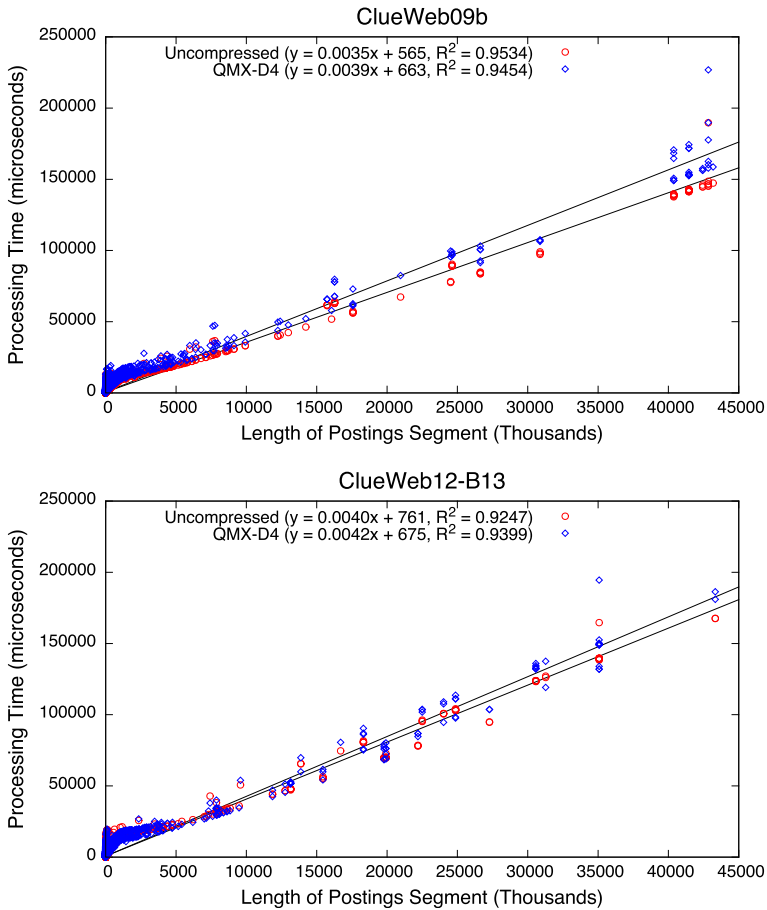 ClueWeb09b
Uncompressed (y = 0.0035x + 565, R² = 0.9534)
QMX-D4 (y = 0.0039x + 663, R² = 0.9454)
250000
200000
150000
100000
50000
0
Processing Time (microseconds)
0 5000 10000 15000 20000 25000 30000 35000 40000 45000
Length of Postings Segment (Thousands)
ClueWeb12-B13
Uncompressed (y = 0.0040x + 761, R² = 0.9247)
QMX-D4 (y = 0.0042x + 675, R² = 0.9399)
250000
200000
150000
100000
50000
0
Processing Time (microseconds)
0 5000 10000 15000 20000 25000 30000 35000 40000 45000
Length of Postings Segment (Thousands)